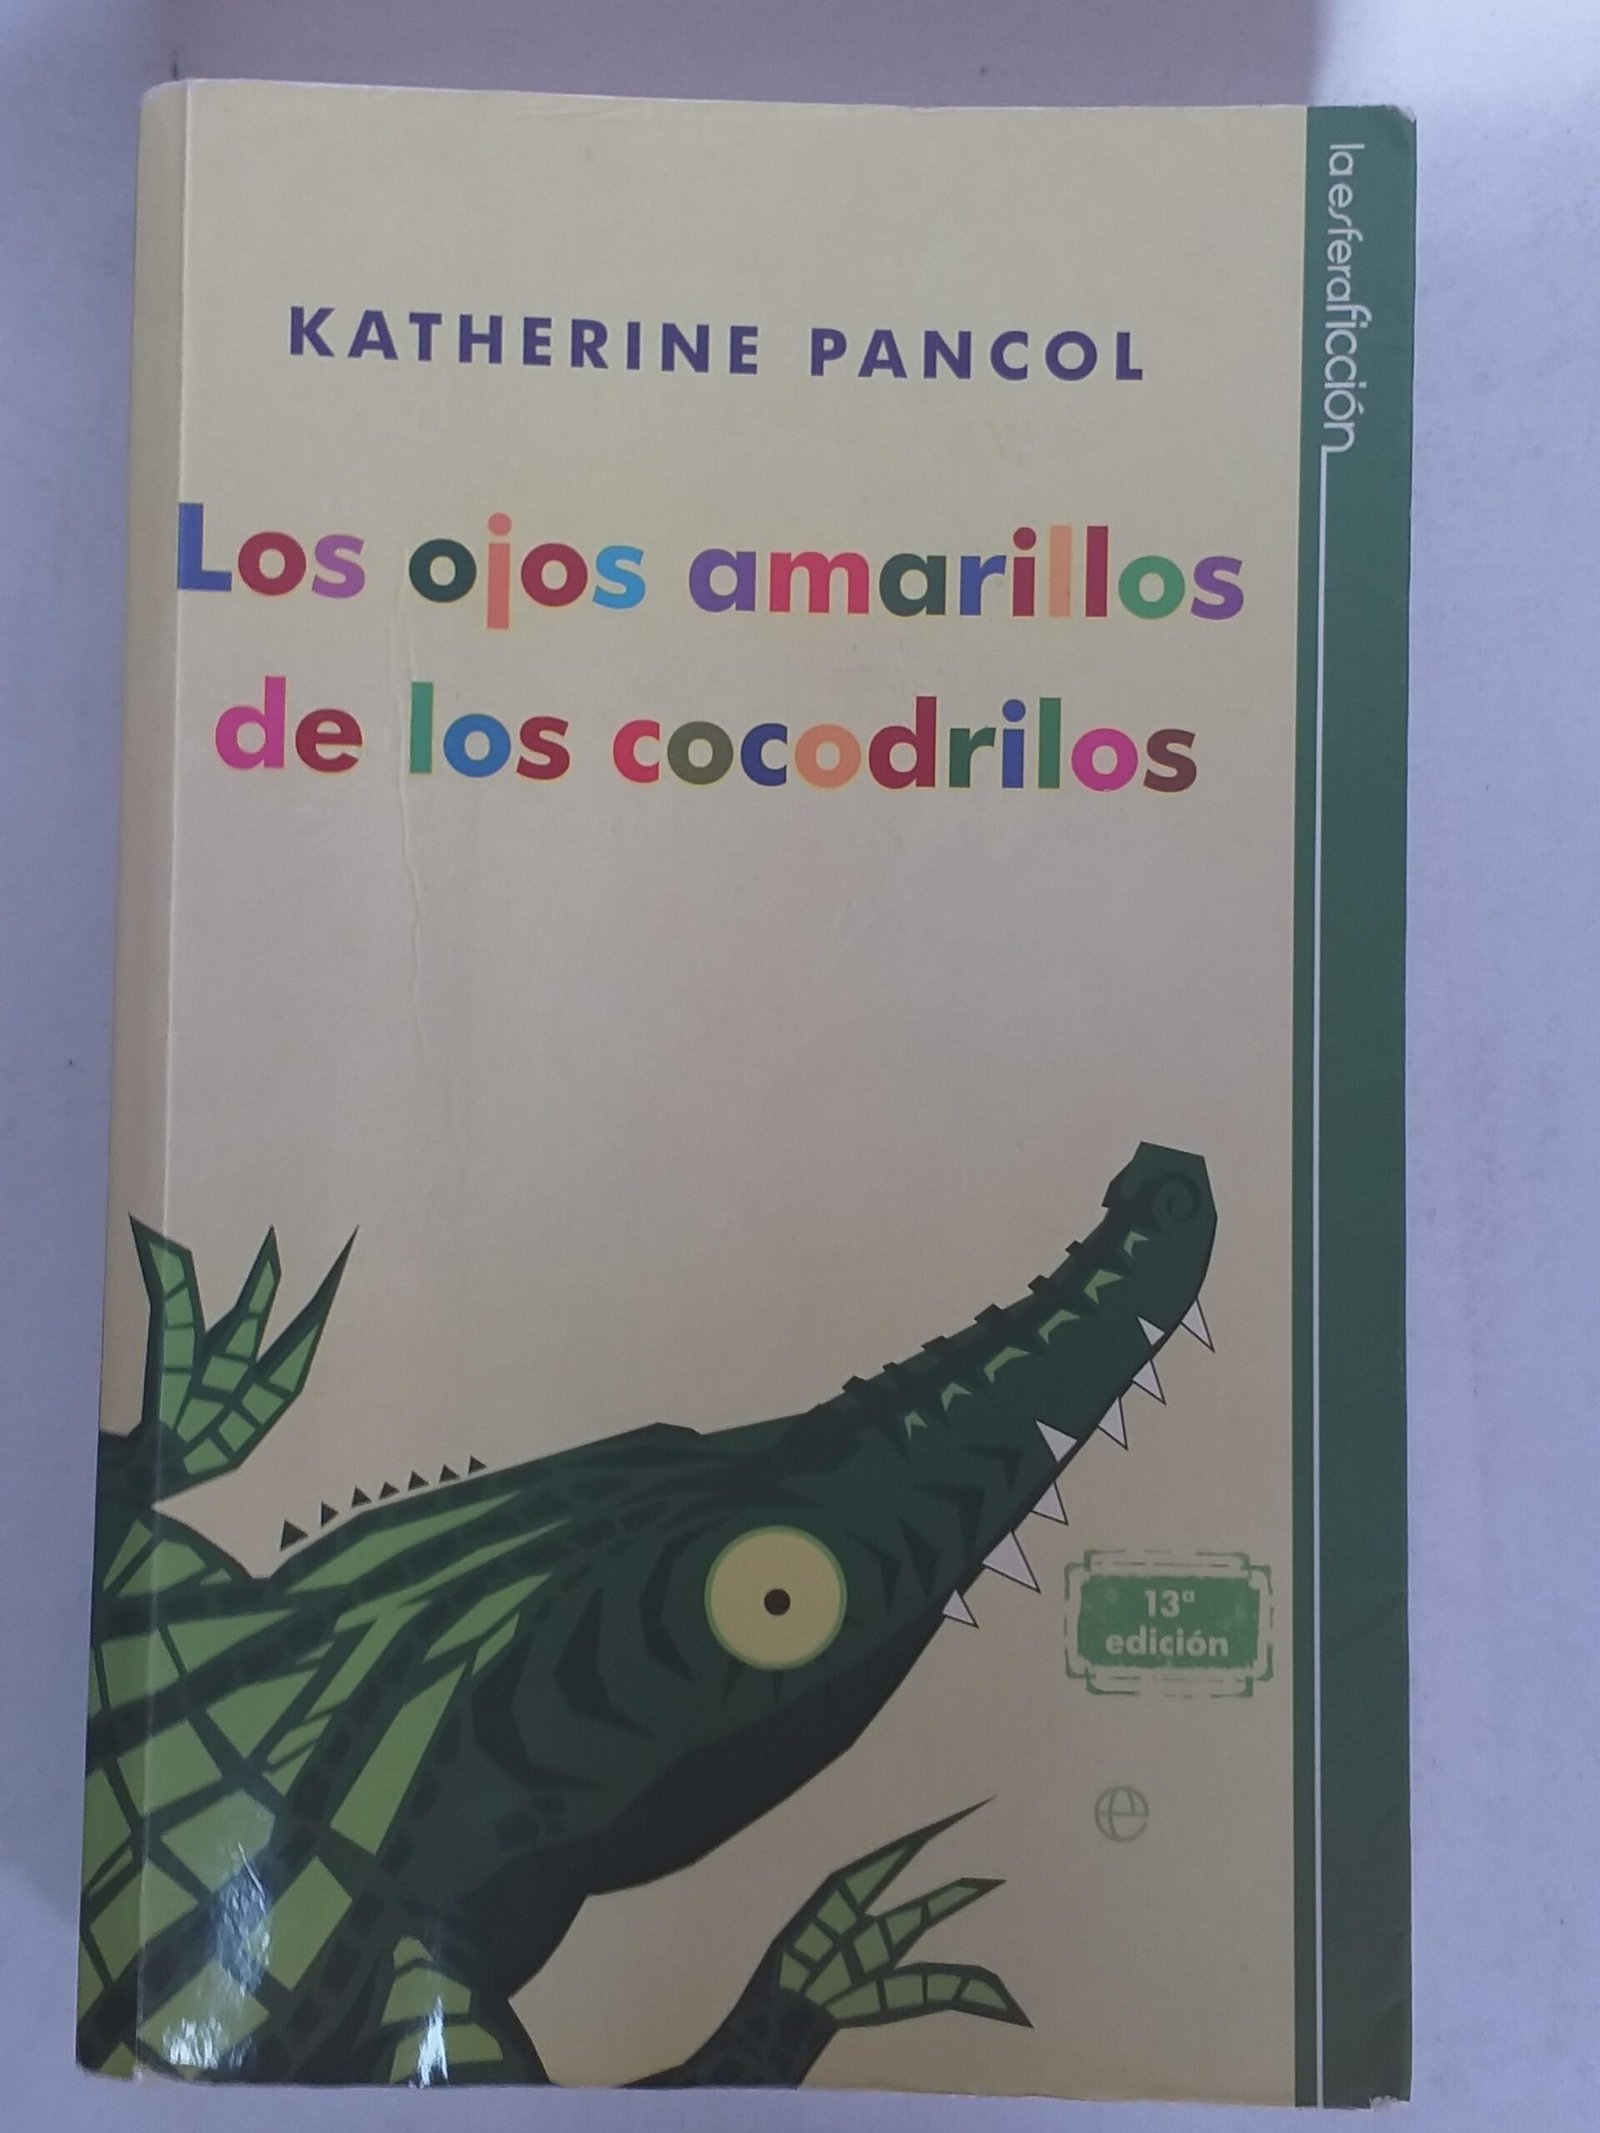 KATHERINE PANCOL
Los ojos amarillos
de los cocodrilos
laesferaficción
13ª
edición
e